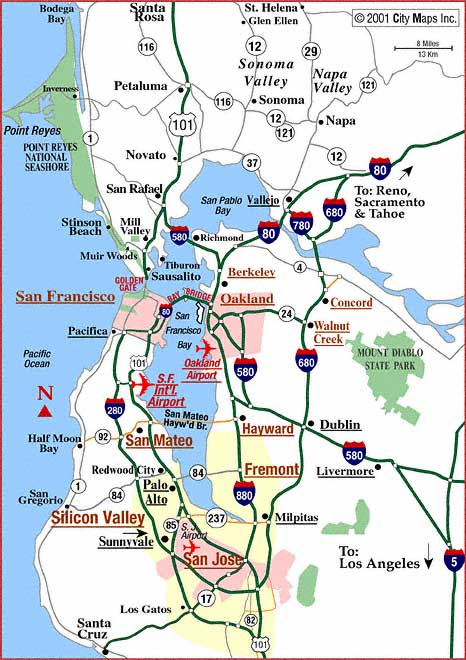 Bodega
Bay
Santa
Rosa
St. Helena
Glen Ellen
© 2001 City Maps Inc.
8 Miles
13 Km
116
12
29
Sonoma
Valley
Napa
Valley
121
Inverness
Petaluma
116
Sonoma
12
121
Napa
101
Point Reyes
POINT REYES
NATIONAL
SEASHORE
1
Novato
37
12
80
To: Reno,
Sacramento
& Tahoe
San Rafael
San Pablo
Bay
Vallejo
680
780
80
Stinson
Beach
Mill
Valley
580
Richmond
Muir Woods
Tiburon
Sausalito
4
Berkeley
GOLDEN
GATE
San Francisco
BAY BRIDGE
Oakland
Concord
80
San
Francisco
Bay
24
Walnut
Creek
Pacifica
Oakland
Airport
MOUNT DIABLO
STATE PARK
Pacific
Ocean
101
580
680
S.F.
Int'l.
Airport
N
280
San Mateo
Hayw'd Br.
Hayward
Dublin
92
Half Moon
Bay
San Mateo
580
Livermore
Redwood City
84
Fremont
Palo
Alto
San
Gregorio
1
84
880
Silicon Valley
237
Milpitas
85
S. J.
Airport
Sunnyvale
San Jose
To:
Los Angeles
5
17
Los Gatos
82
Santa
Cruz
101